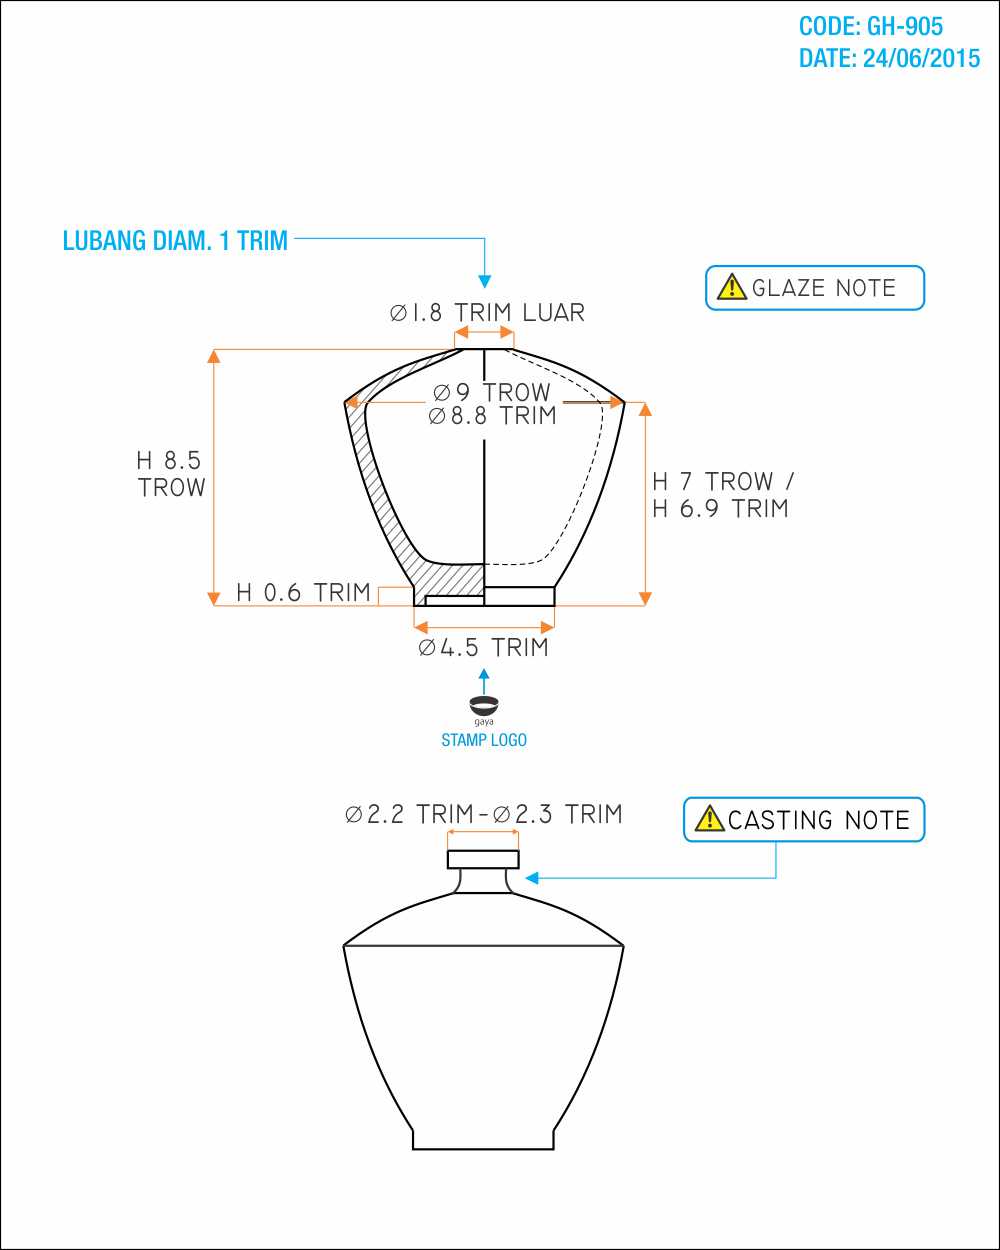 CODE: GH-905
DATE: 24/06/2015
LUBANG DIAM. 1 TRIM
GLAZE NOTE
Ø1.8 TRIM LUAR
Ø9 TROW
Ø8.8 TRIM
H 8.5
TROW
H 7 TROW /
H 6.9 TRIM
H 0.6 TRIM
Ø4.5 TRIM
gaya
STAMP LOGO
Ø2.2 TRIM-Ø2.3 TRIM
CASTING NOTE